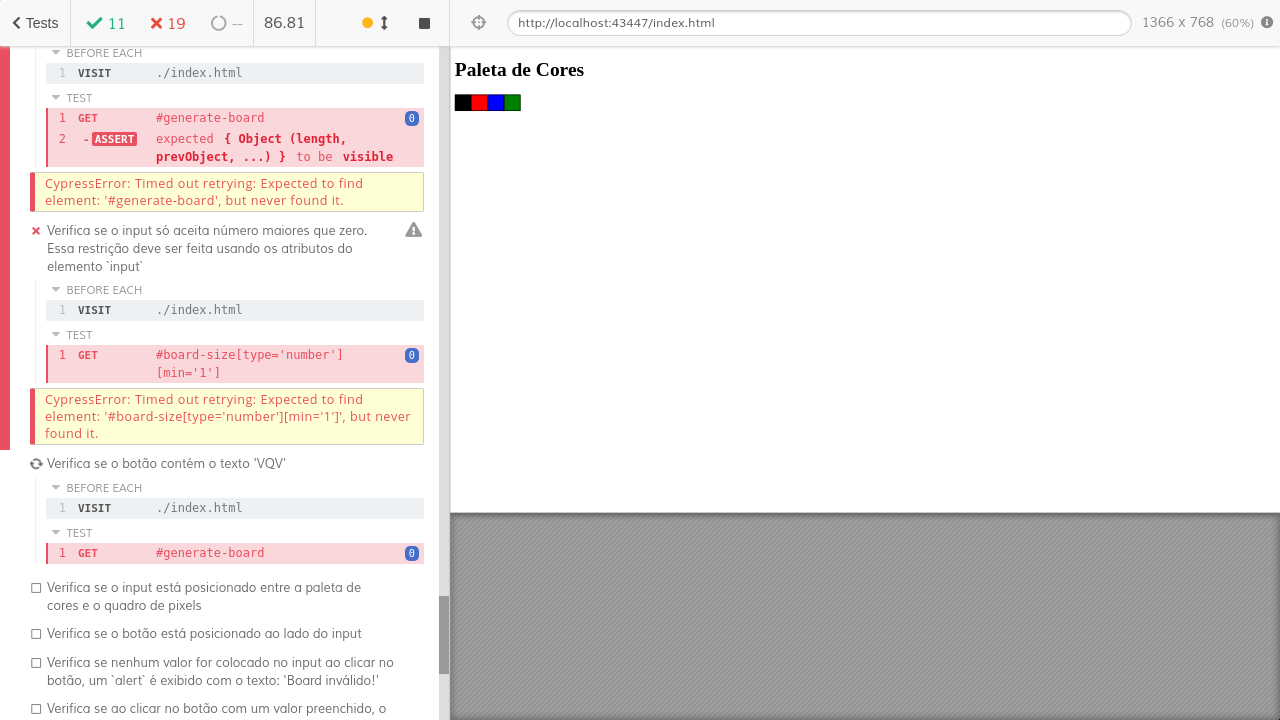 Tests
11
19
--
86.81
http://localhost:43447/index.html
1366 x 768 (60%)
BEFORE EACH
1 VISIT ./index.html
TEST
1 GET #generate-board 0
2 - ASSERT expected { Object (length,
prevObject, ...) } to be visible
CypressError: Timed out retrying: Expected to find
element: '#generate-board', but never found it.
Verifica se o input só aceita número maiores que zero.
Essa restrição deve ser feita usando os atributos do
elemento `input`
BEFORE EACH
1 VISIT ./index.html
TEST
1 GET #board-size[type='number'] 0
[min='1']
CypressError: Timed out retrying: Expected to find
element: '#board-size[type='number'][min='1']', but never
found it.
Verifica se o botão contém o texto 'VQV'
BEFORE EACH
1 VISIT ./index.html
TEST
1 GET #generate-board 0
Verifica se o input está posicionado entre a paleta de
cores e o quadro de pixels
Verifica se o botão está posicionado ao lado do input
Verifica se nenhum valor for colocado no input ao clicar no
botão, um `alert` é exibido com o texto: 'Board inválido!'
Verifica se ao clicar no botão com um valor preenchido, o
Paleta de Cores